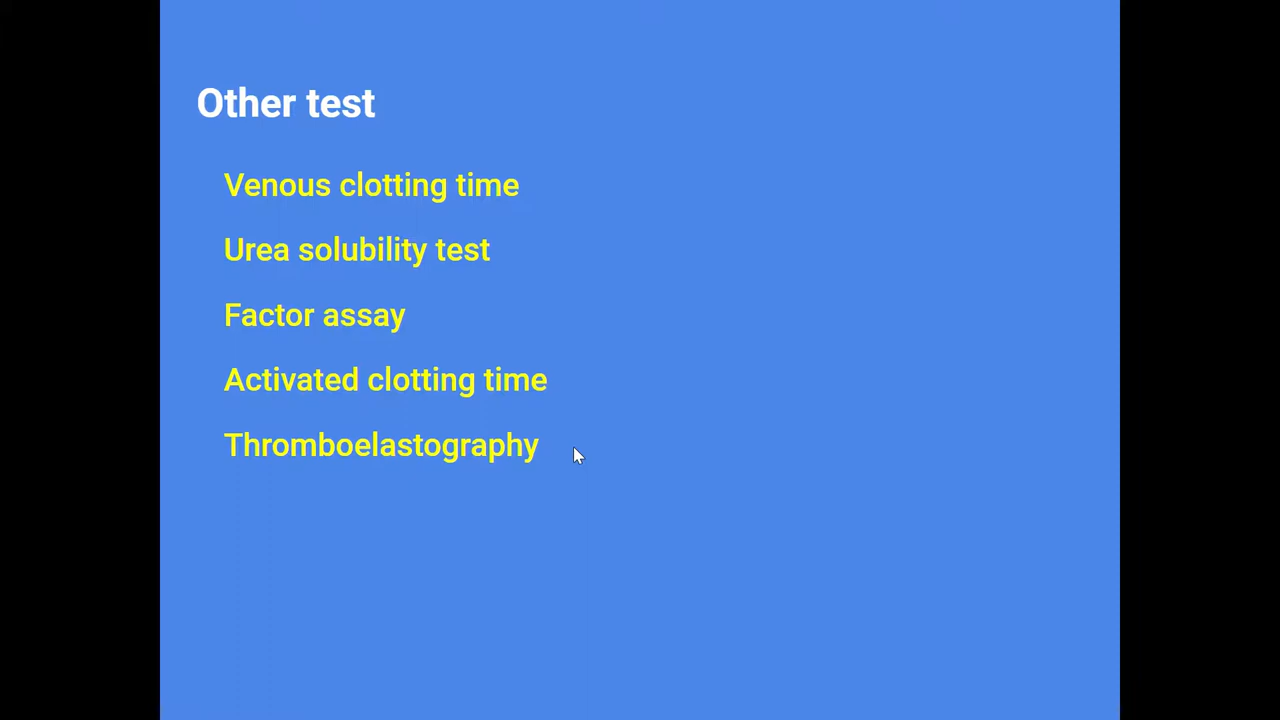 Other test
Venous clotting time
Urea solubility test
Factor assay
Activated clotting time
Thromboelastography